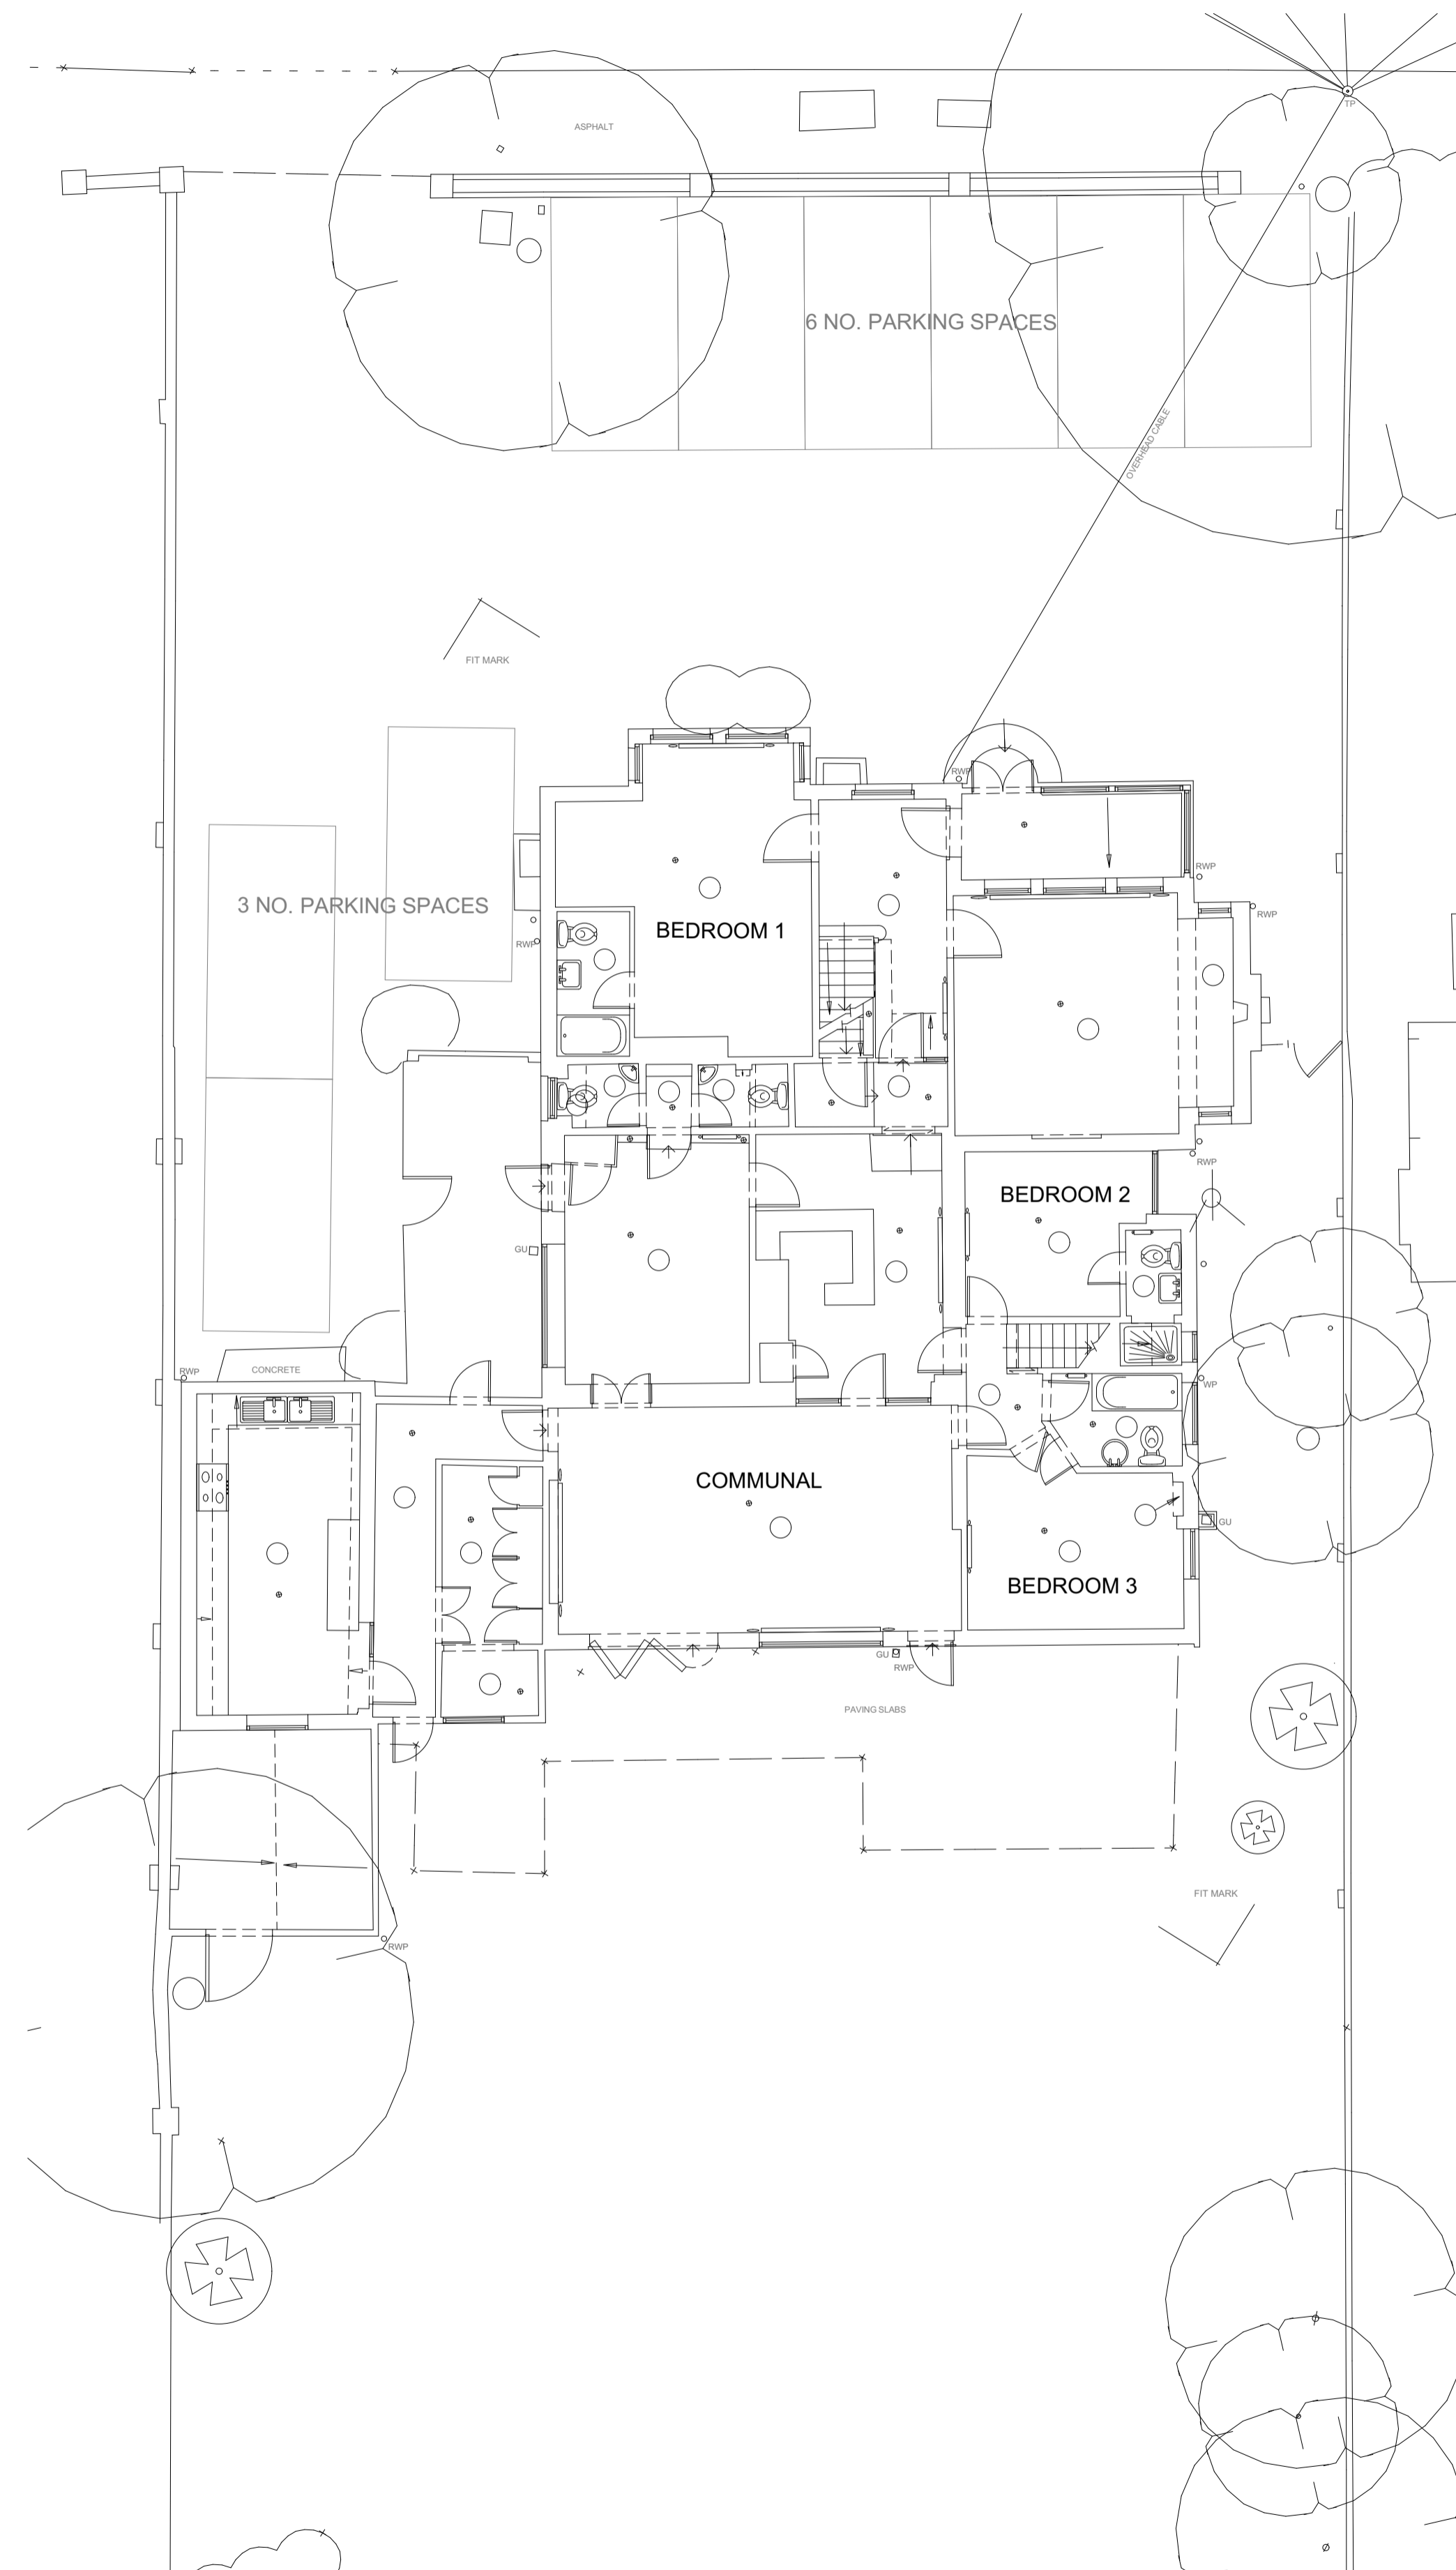 TP
ASPHALT
6 NO. PARKING SPACES
OVERHEAD CABLE
FIT MARK
RWP
RWP
3 NO. PARKING SPACES
RWP
BEDROOM 1
RWP
RWP
BEDROOM 2
GU
RWP
CONCRETE
WP
COMMUNAL
GU
BEDROOM 3
GU
RWP
PAVING SLABS
FIT MARK
RWP